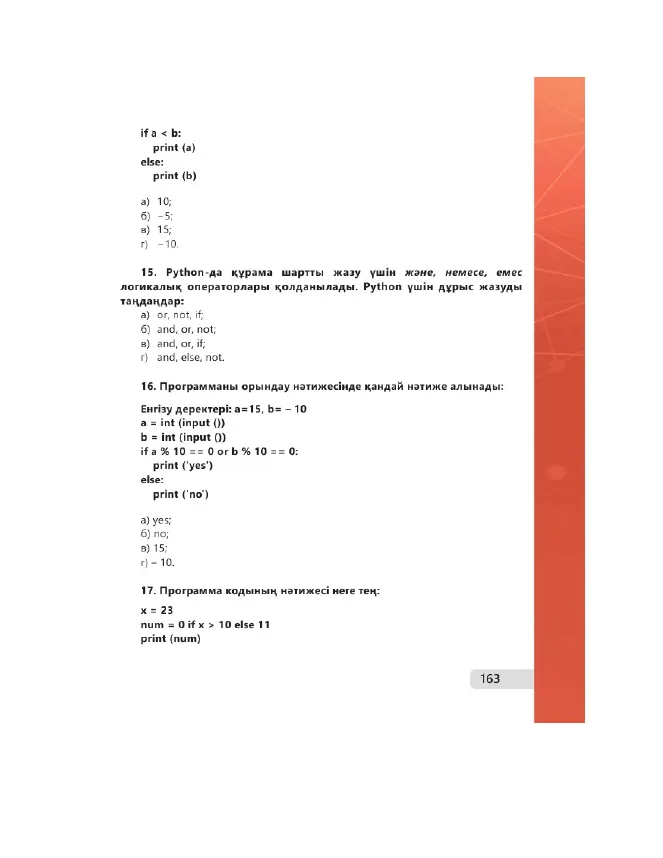 if a < b:
print (a)
else:
print (b)
а) 10;
б) –5;
в) 15;
г) –10.
15. Python-да құрама шартты жазу үшін және, немесе, емес
логикалық операторлары қолданылады. Python үшін дұрыс жазуды
таңдаңдар:
а) or, not, if;
б) and, or, not;
в) and, or, if;
г) and, else, not.
16. Программаны орындау нәтижесінде қандай нәтиже алынады:
Енгізу деректері: a=15, b= – 10
a = int (input ())
b = int (input ())
if a % 10 == 0 or b % 10 == 0:
print ('yes')
else:
print ('no')
а) yes;
б) no;
в) 15;
г) – 10.
17. Программа кодының нәтижесі неге тең:
x = 23
num = 0 if x > 10 else 11
print (num)
163